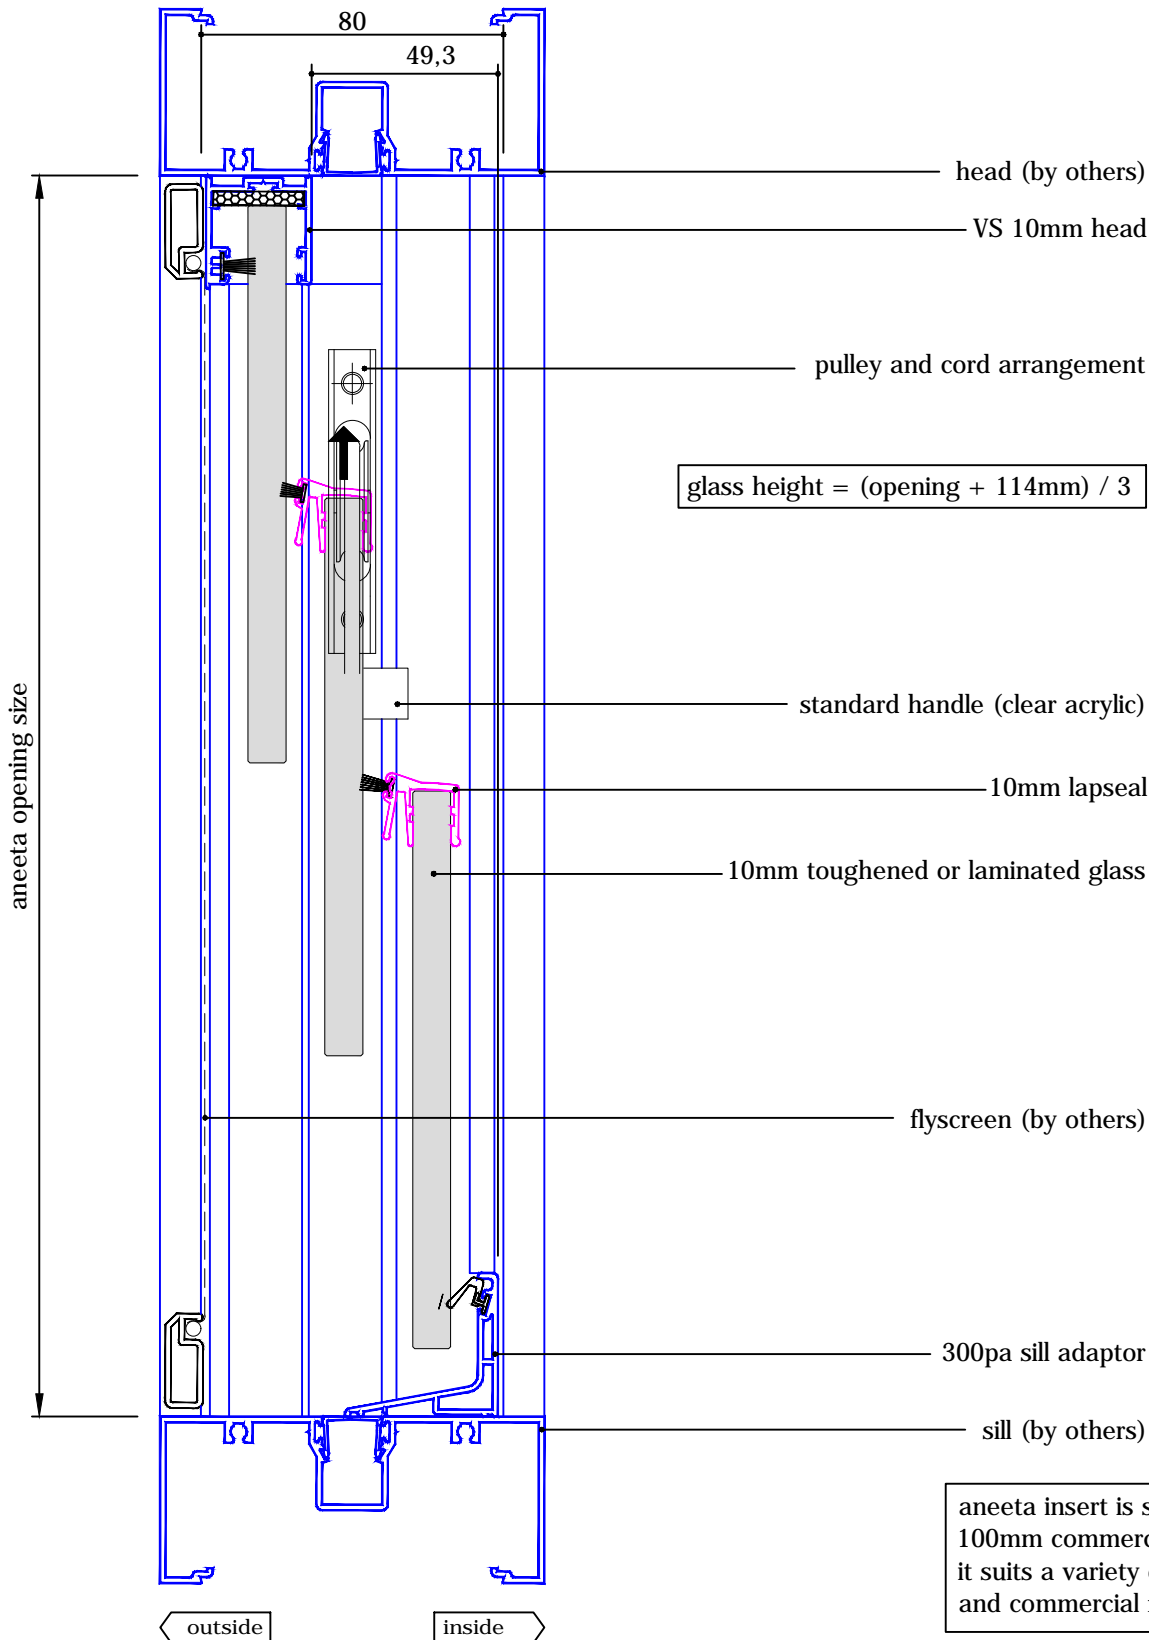 80
49,3
head (by others)
VS 10mm head
pulley and cord arrangement
glass height = (opening + 114mm) / 3
standard handle (clear acrylic)
10mm lapseal
10mm toughened or laminated glass
aneeta opening size
flyscreen (by others)
300pa sill adaptor
sill (by others)
aneeta insert is
100mm
it suits a variety
and commercial
outside
inside